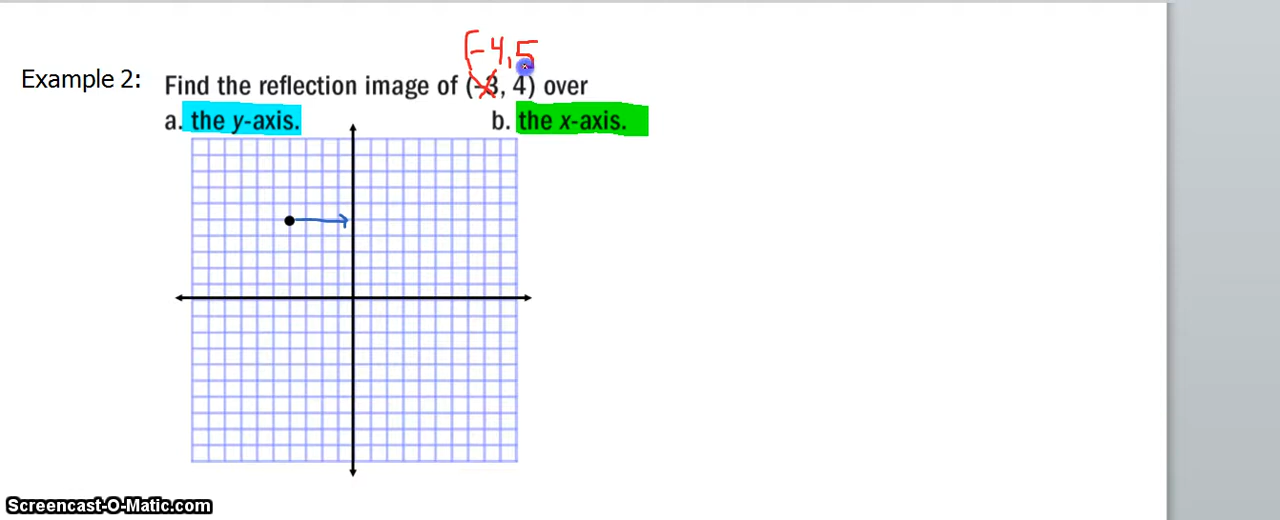 (-4,5
Example 2: Find the reflection image of (-3, 4) over
a. the y-axis. b. the x-axis.
Screencast-O-Matic.com